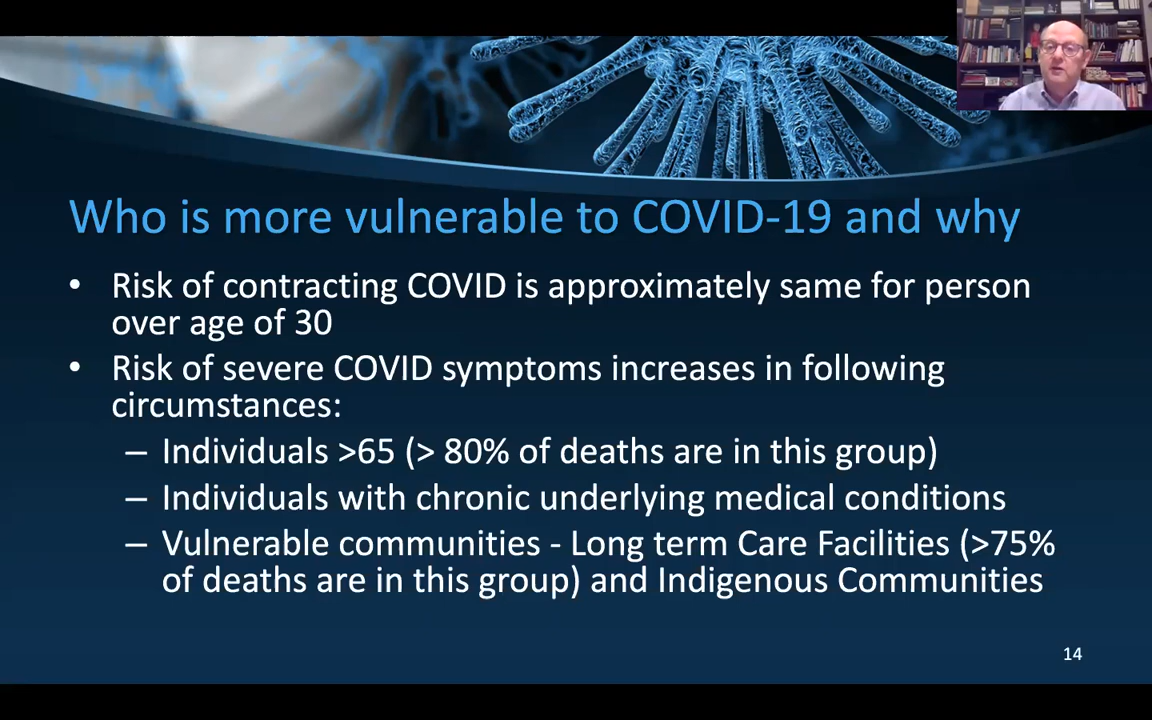 Who is more vulnerable to COVID-19 and why
• Risk of contracting COVID is approximately same for person
over age of 30
• Risk of severe COVID symptoms increases in following
circumstances:
– Individuals >65 (> 80% of deaths are in this group)
– Individuals with chronic underlying medical conditions
– Vulnerable communities - Long term Care Facilities (>75%
of deaths are in this group) and Indigenous Communities
14